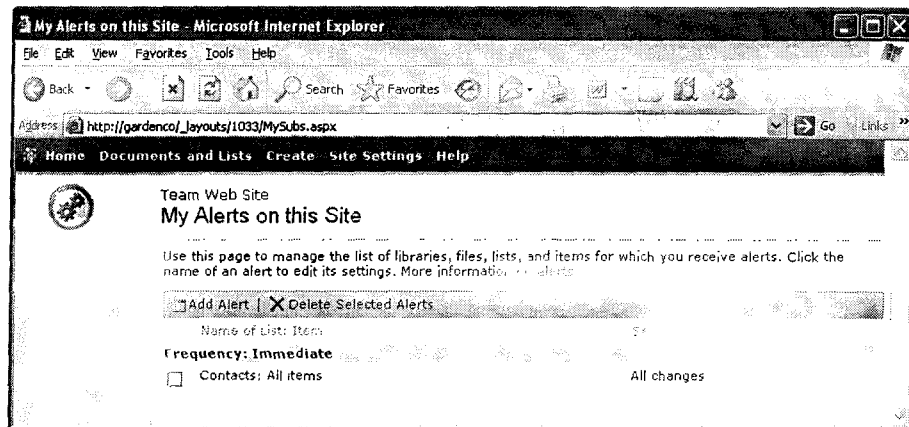 My Alerts on this Site - Microsoft Internet Explorer
File Edit View Favorites Tools Help
Back Search Favorites
Address http://gardenco/_layouts/1033/MySubs.aspx Go Links »
Home Documents and Lists Create Site Settings Help
Team Web Site
My Alerts on this Site
Use this page to manage the list of libraries, files, lists, and items for which you receive alerts. Click the
name of an alert to edit its settings. More information alerts
Add Alert | Delete Selected Alerts
Name of List: Item
Frequency: Immediate
Contacts: All items All changes